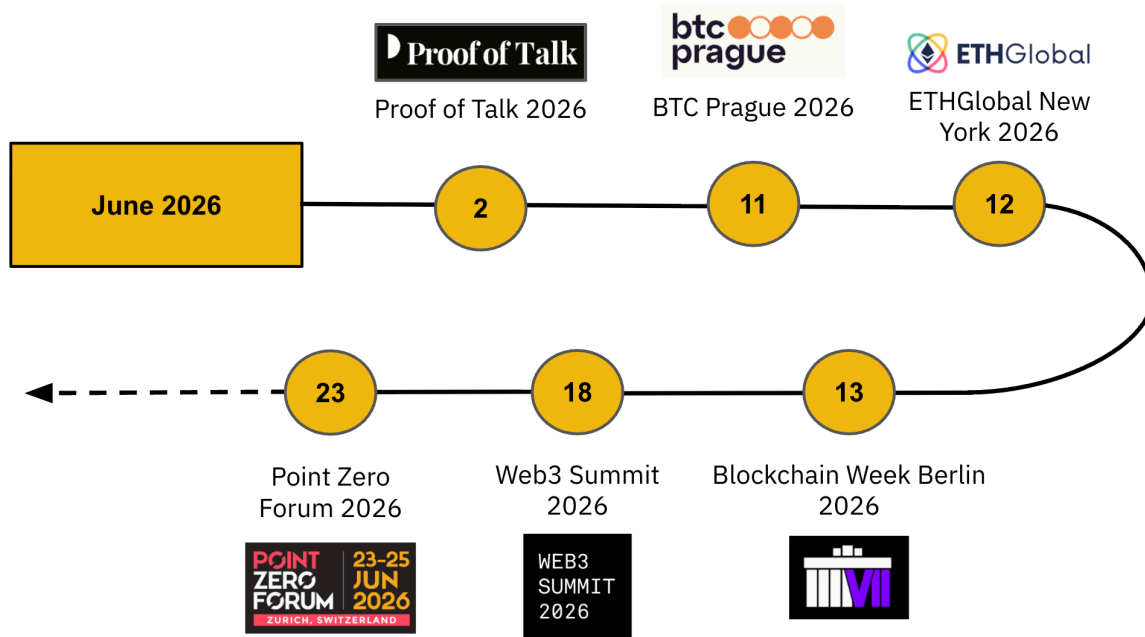 Proof of Talk
btc
prague
ETHGlobal
Proof of Talk 2026
BTC Prague 2026
ETHGlobal New
York 2026
June 2026
2
11
12
23
18
13
Point Zero
Forum 2026
Web3 Summit
2026
Blockchain Week Berlin
2026
POINT
ZERO
FORUM
23-25
JUN
2026
ZURICH, SWITZERLAND
WEB3
SUMMIT
2026
VII